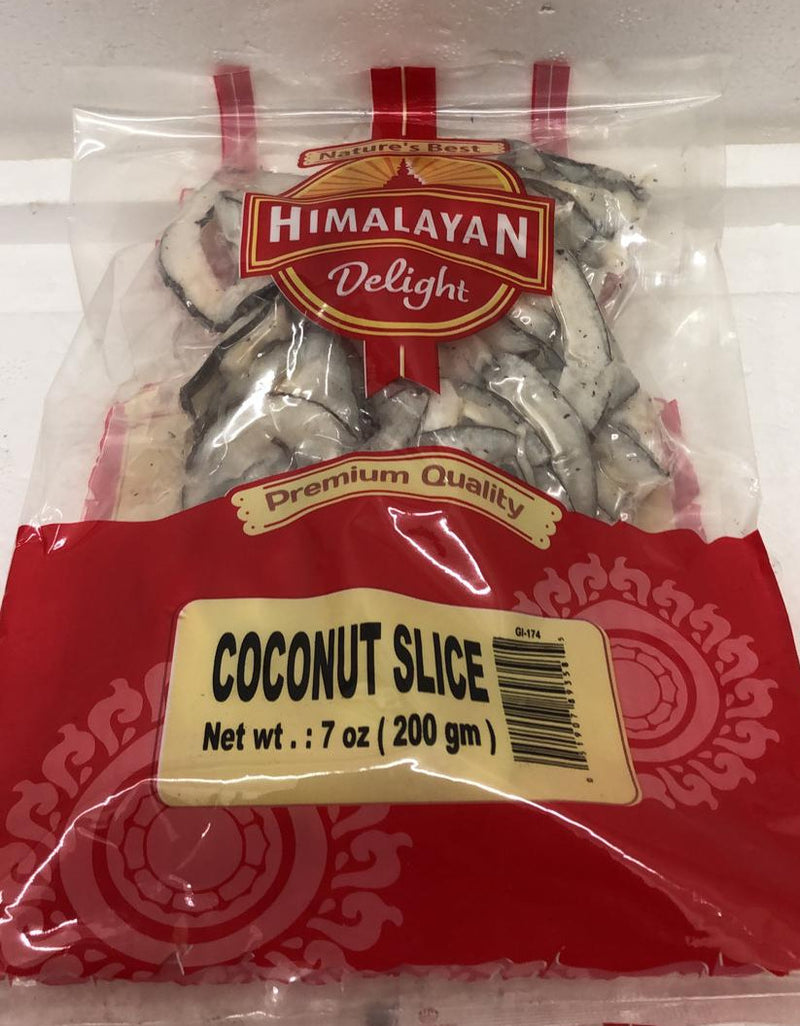 Nature's Best
HIMALAYAN
Delight
Premium Quality
COCONUT SLICE
Net wt . : 7 oz ( 200 gm )
GI-174